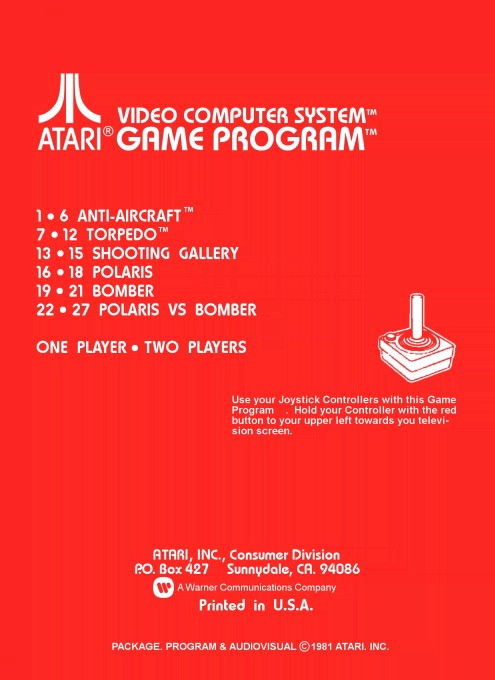 VIDEO COMPUTER SYSTEM™
ATARI® GAME PROGRAM™
1 • 6 ANTI-AIRCRAFT™
7 • 12 TORPEDO™
13 • 15 SHOOTING GALLERY
16 • 18 POLARIS
19 • 21 BOMBER
22 • 27 POLARIS VS BOMBER
ONE PLAYER • TWO PLAYERS
Use your Joystick Controllers with this Game
Program . Hold your Controller with the red
button to your upper left towards you televi-
sion screen.
ATARI, INC., Consumer Division
P.O. Box 427 Sunnydale, CA. 94086
A Warner Communications Company
Printed in U.S.A.
PACKAGE. PROGRAM & AUDIOVISUAL ©1981 ATARI. INC.